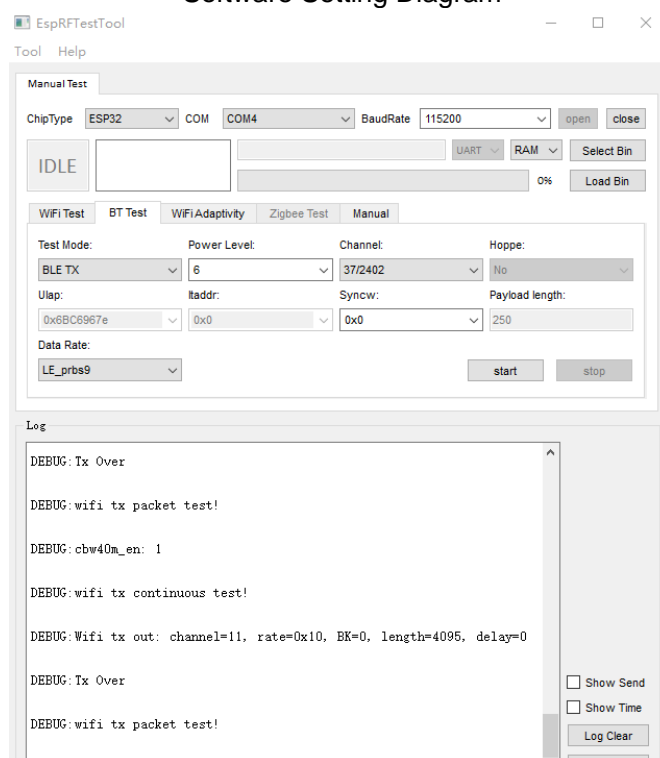 Software Setting Diagram
EspRFTestTool
Tool Help
Manual Test
ChipType ESP32 COM COM4 BaudRate 115200 open close
IDLE UART RAM Select Bin
0% Load Bin
WiFi Test BT Test WiFi Adaptivity Zigbee Test Manual
Test Mode: Power Level: Channel: Hoppe:
BLE TX 6 37/2402 No
Ulap: ltaddr: Syncw: Payload length:
0x6BC6967e 0x0 0x0 250
Data Rate:
LE_prbs9 start stop
Log
DEBUG:Tx Over
DEBUG:wifi tx packet test!
DEBUG:cbw40m_en: 1
DEBUG:wifi tx continuous test!
DEBUG:Wifi tx out: channel=11, rate=0x10, BK=0, length=4095, delay=0
DEBUG:Tx Over
Show Send
Show Time
DEBUG:wifi tx packet test!
Log Clear